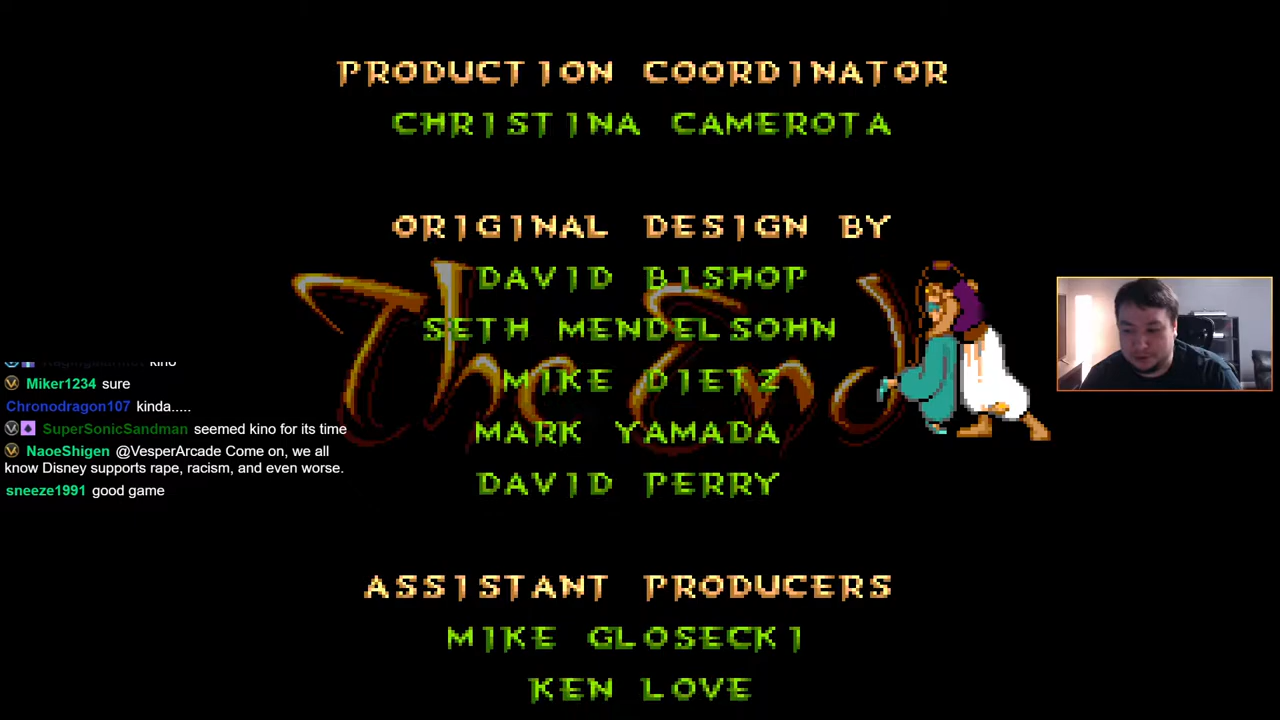 PRODUCTION COORDINATOR
CHRISTINA CAMEROTA
ORIGINAL DESIGN BY
DAVID BISHOP
SETH MENDELSOHN
MIKE DIETZ
MARK YAMADA
DAVID PERRY
The End
ASSISTANT PRODUCERS
MIKE GLOSECKI
KEN LOVE
kino
Miker1234 sure
Chronodragon107 kinda.....
SuperSonicSandman seemed kino for its time
NaoeShigen @VesperArcade Come on, we all
know Disney supports rape, racism, and even worse.
sneeze1991 good game